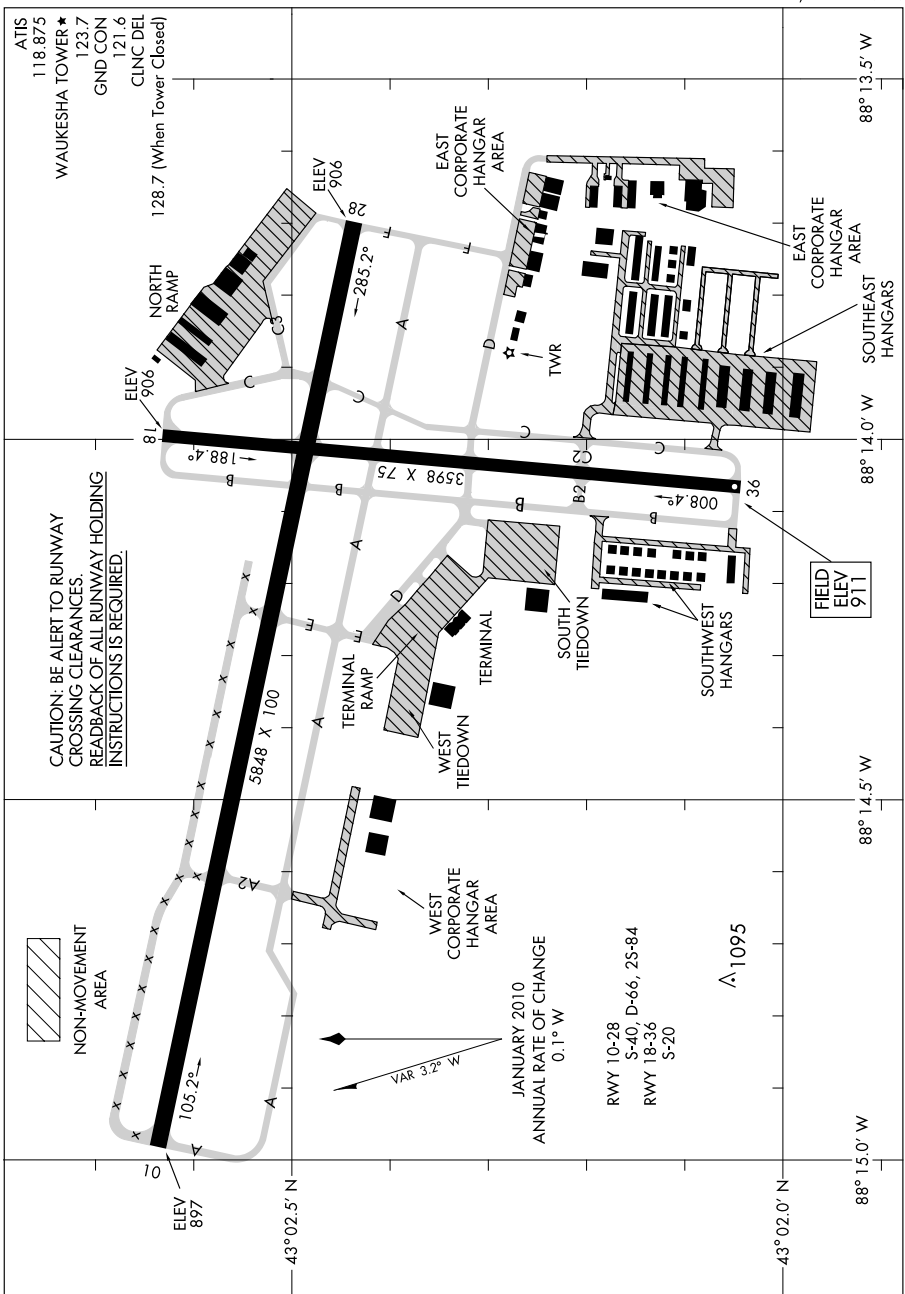 ATIS
118.875
WAUKESHA TOWER★
123.7
GND CON
121.6
CLNC DEL
128.7 (When Tower Closed)
CAUTION: BE ALERT TO RUNWAY
CROSSING CLEARANCES.
READBACK OF ALL RUNWAY HOLDING
INSTRUCTIONS IS REQUIRED.
NON-MOVEMENT
AREA
NORTH
RAMP
ELEV
906
18
188.4°
ELEV
906
28
285.2°
C3
C
C
F
F
A
D
B
B
A
3598 X 75
EAST
CORPORATE
HANGAR
AREA
TWR
EAST
CORPORATE
HANGAR
AREA
SOUTHEAST
HANGARS
C
C2
C
B
B2
B
008.4°
36
FIELD
ELEV
911
ELEV
897
10
105.2°
A
A
A2
A
5848 X 100
E
E
D
TERMINAL
RAMP
TERMINAL
WEST
TIEDOWN
SOUTH
TIEDOWN
SOUTHWEST
HANGARS
WEST
CORPORATE
HANGAR
AREA
VAR 3.2° W
JANUARY 2010
ANNUAL RATE OF CHANGE
0.1° W
RWY 10-28
S-40, D-66, 2S-84
RWY 18-36
S-20
1095
43°02.5' N
43°02.0' N
88° 15.0' W
88° 14.5' W
88° 14.0' W
88° 13.5' W